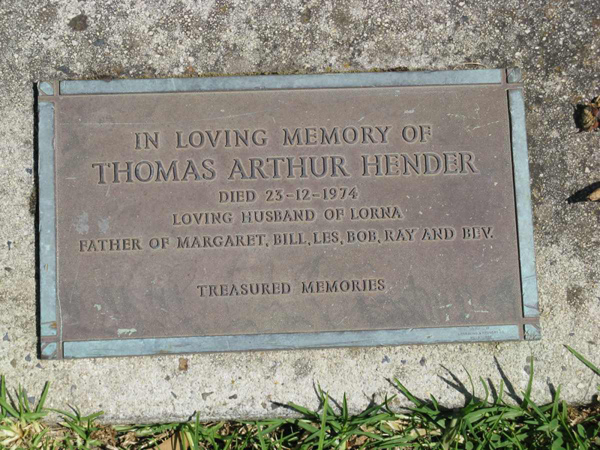 IN LOVING MEMORY OF
THOMAS ARTHUR HENDER
DIED 23-12-1974
LOVING HUSBAND OF LORNA
FATHER OF MARGARET, BILL, LES, BOB, RAY AND BEV.
TREASURED MEMORIES